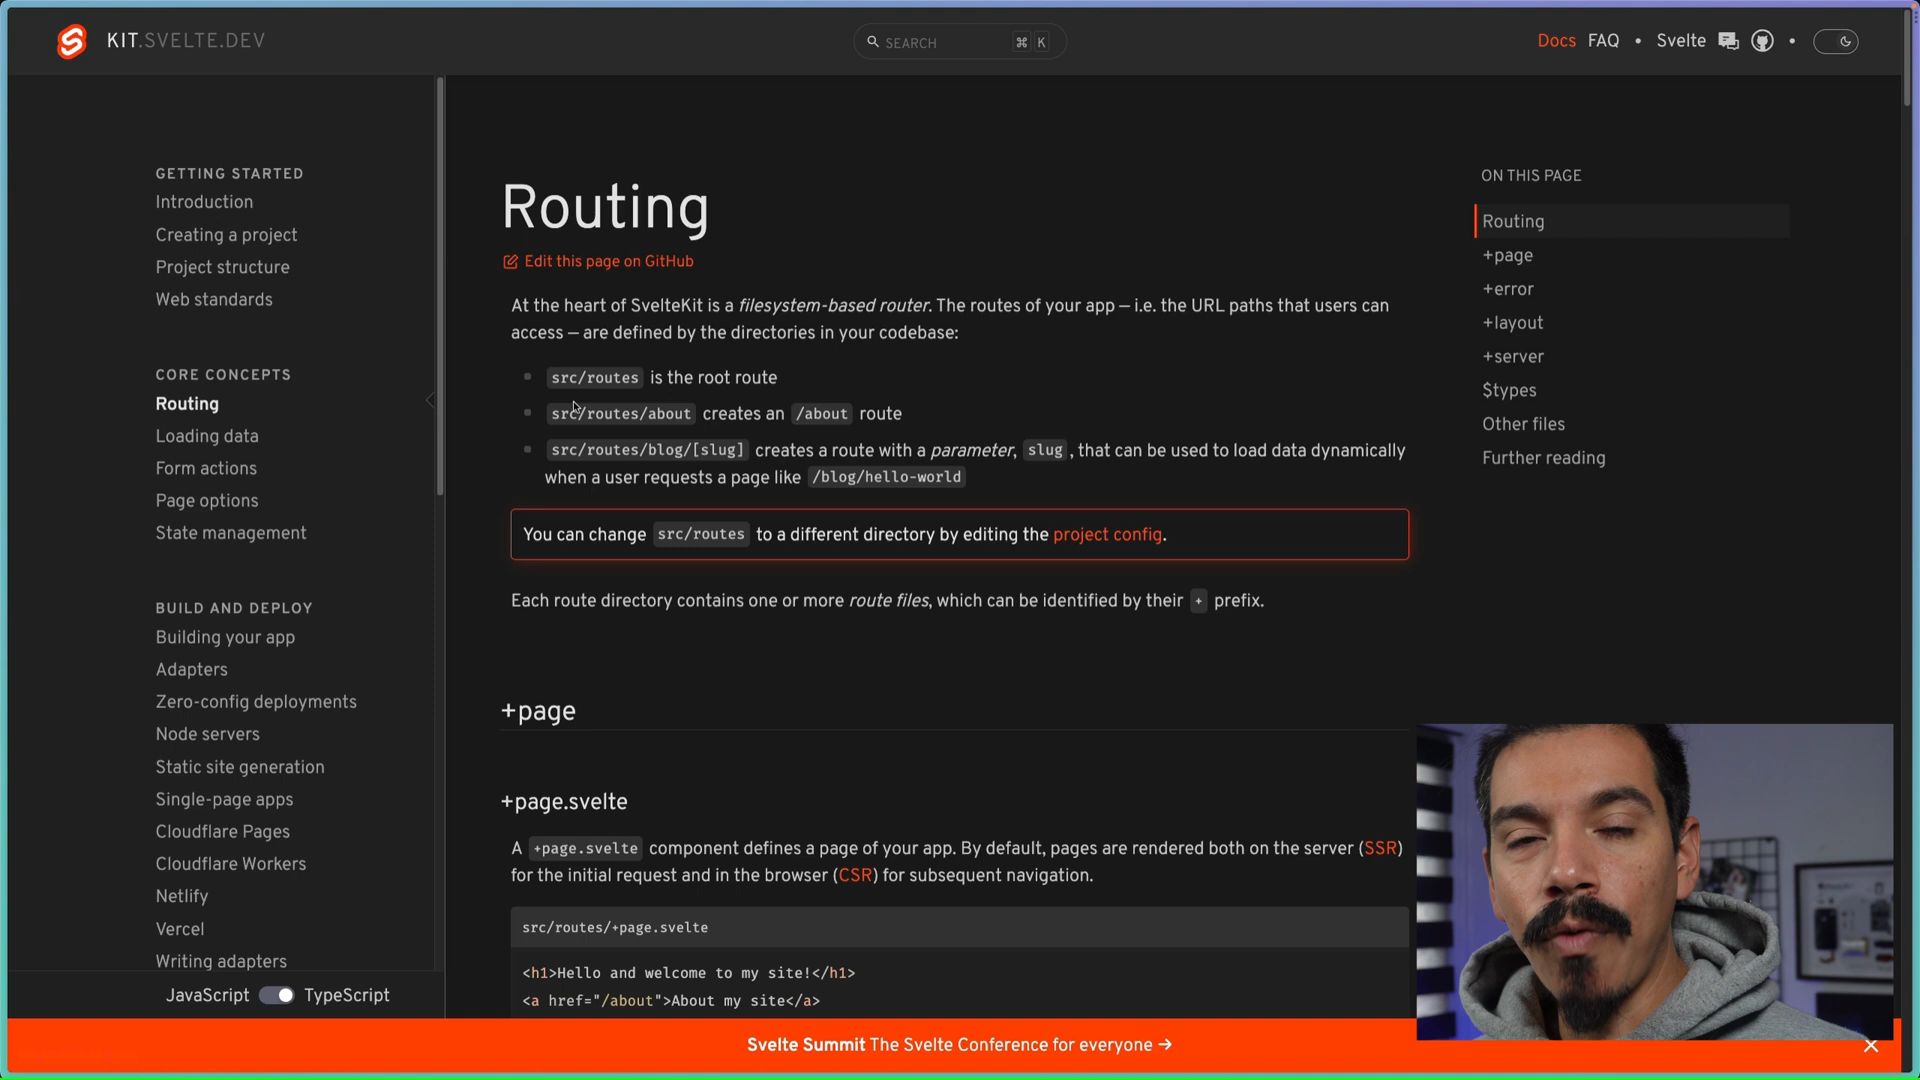 KIT.SVELTE.DEV
SEARCH
⌘ K
Docs FAQ • Svelte •
GETTING STARTED
Introduction
Creating a project
Project structure
Web standards
CORE CONCEPTS
Routing
Loading data
Form actions
Page options
State management
BUILD AND DEPLOY
Building your app
Adapters
Zero-config deployments
Node servers
Static site generation
Single-page apps
Cloudflare Pages
Cloudflare Workers
Netlify
Vercel
Writing adapters
JavaScript TypeScript
Routing
Edit this page on GitHub
At the heart of SvelteKit is a filesystem-based router. The routes of your app — i.e. the URL paths that users can
access — are defined by the directories in your codebase:
src/routes is the root route
src/routes/about creates an /about route
src/routes/blog/[slug] creates a route with a parameter, slug , that can be used to load data dynamically
when a user requests a page like /blog/hello-world
You can change src/routes to a different directory by editing the project config.
Each route directory contains one or more route files, which can be identified by their + prefix.
+page
+page.svelte
A +page.svelte component defines a page of your app. By default, pages are rendered both on the server (SSR)
for the initial request and in the browser (CSR) for subsequent navigation.
src/routes/+page.svelte
<h1>Hello and welcome to my site!</h1>
<a href="/about">About my site</a>
ON THIS PAGE
Routing
+page
+error
+layout
+server
$types
Other files
Further reading
Svelte Summit The Svelte Conference for everyone →